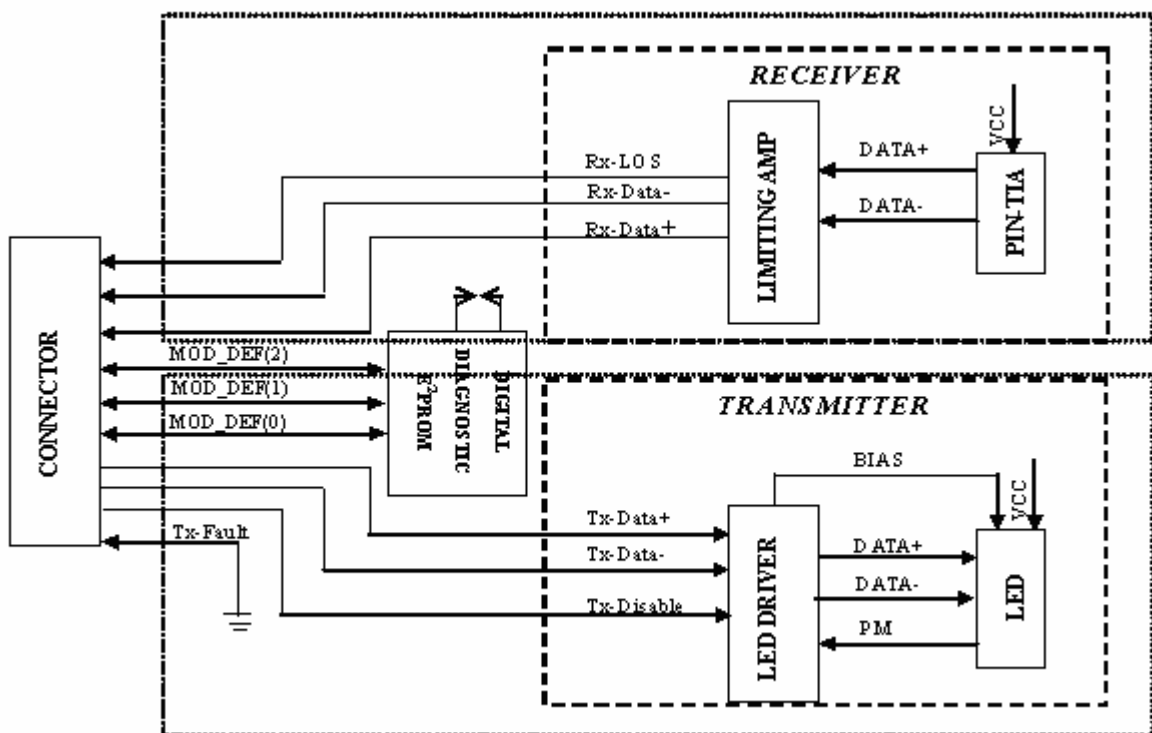 RECEIVER
VCC
Rx-LOS
Rx-Data-
Rx-Data+
LIMITING AMP
DATA+
DATA-
PIN-TIA
CONNECTOR
MOD_DEF(2)
MOD_DEF(1)
MOD_DEF(0)
DIGITAL
DIAGNOSTIC
E²PROM
TRANSMITTER
BIAS
VCC
Tx-Data+
Tx-Data-
Tx-Disable
Tx-Fault
LED DRIVER
DATA+
DATA-
PM
LED